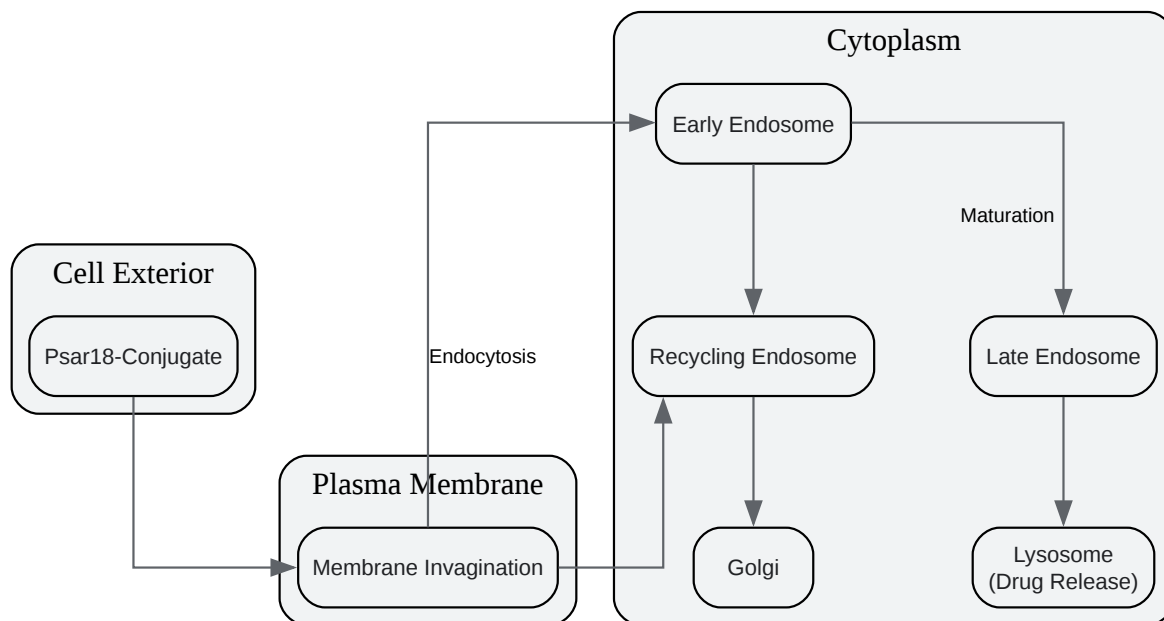 Cytoplasm
Early Endosome
Maturation
Cell Exterior
Psar18-Conjugate
Endocytosis
Recycling Endosome
Late Endosome
Plasma Membrane
Membrane Invagination
Golgi
Lysosome
(Drug Release)